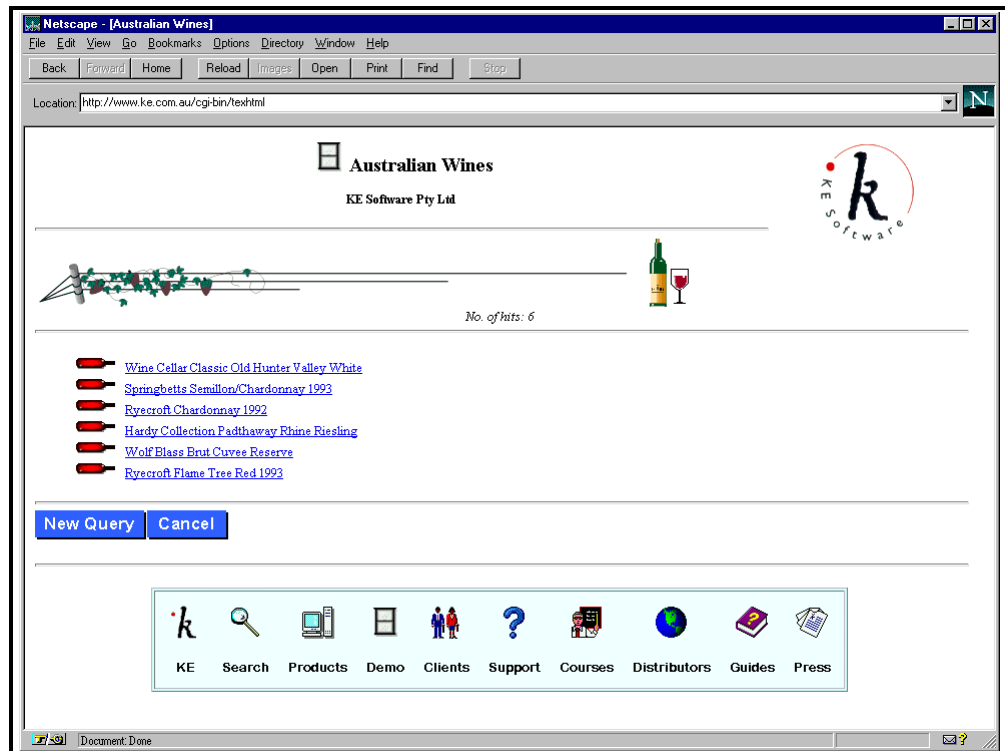 Netscape - [Australian Wines]
File Edit View Go Bookmarks Options Directory Window Help
Back Forward Home Reload Images Open Print Find Stop
Location: http://www.ke.com.au/cgi-bin/texhtml
N
Australian Wines
KE Software Pty Ltd
k
KE Software
No. of hits: 6
Wine Cellar Classic Old Hunter Valley White
Springbetts Semillon/Chardonnay 1993
Ryecroft Chardonnay 1992
Hardy Collection Padthaway Rhine Riesling
Wolf Blass Brut Cuvee Reserve
Ryecroft Flame Tree Red 1993
New Query Cancel
k ?
KE Search Products Demo Clients Support Courses Distributors Guides Press
Document: Done
?